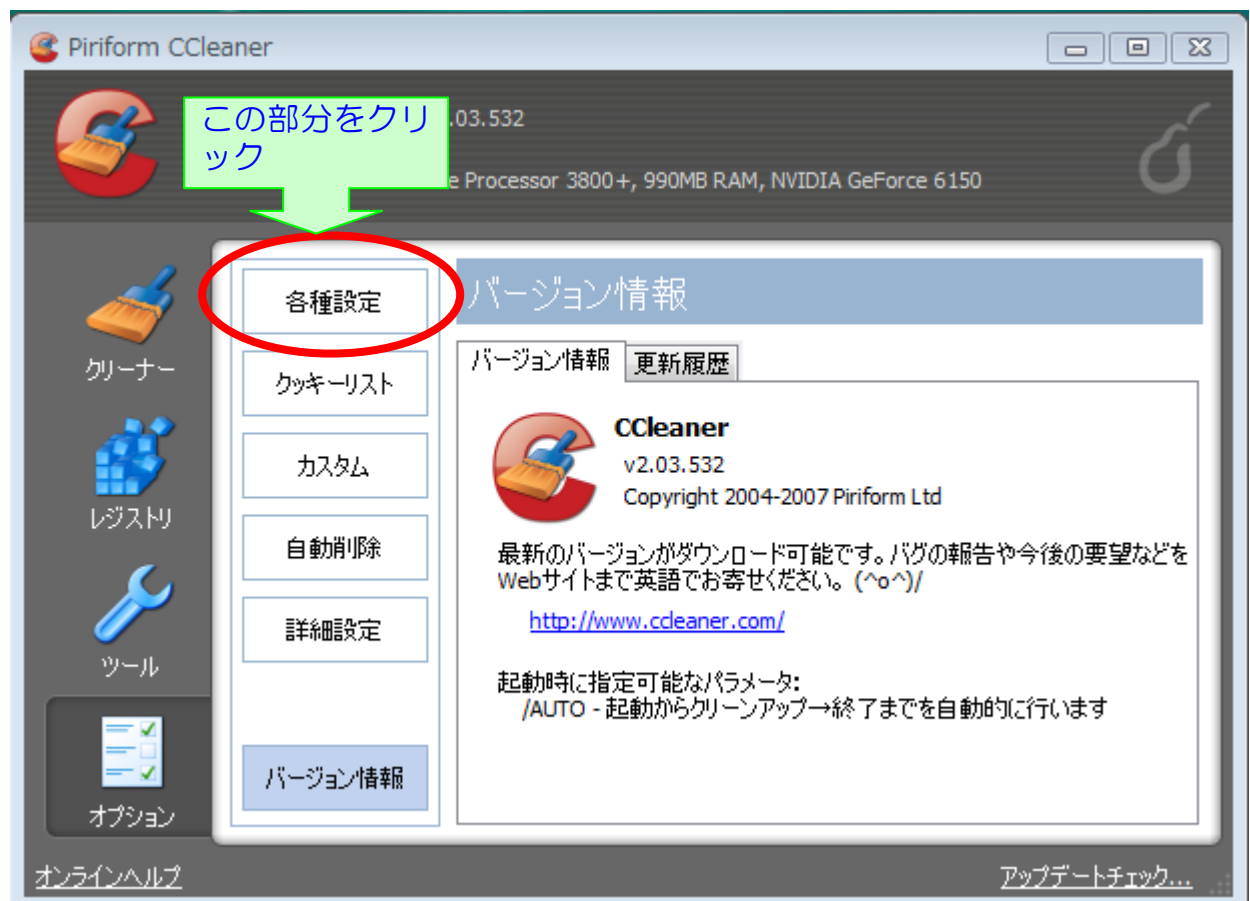 Piriform CCleaner
この部分をクリ
ック
.03.532
e Processor 3800+, 990MB RAM, NVIDIA GeForce 6150
クリーナー
レジストリ
ツール
オプション
各種設定
クッキーリスト
カスタム
自動削除
詳細設定
バージョン情報
バージョン情報
バージョン情報 更新履歴
CCleaner
v2.03.532
Copyright 2004-2007 Piriform Ltd
最新のバージョンがダウンロード可能です。バグの報告や今後の要望などを
Webサイトまで英語でお寄せください。(^o^)/
http://www.ccleaner.com/
起動時に指定可能なパラメータ:
/AUTO - 起動からクリーンアップ→終了までを自動的に行います
オンラインヘルプ
アップデートチェック...